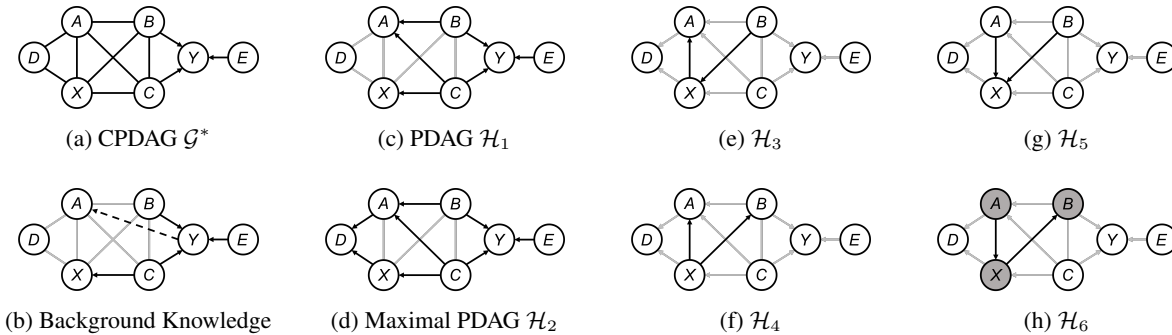 A B D Y E X C
(a) CPDAG 𝒢*
A B D Y E X C
(c) PDAG ℋ₁
A B D Y E X C
(e) ℋ₃
A B D Y E X C
(g) ℋ₅
A B D Y E X C
(b) Background Knowledge
A B D Y E X C
(d) Maximal PDAG ℋ₂
A B D Y E X C
(f) ℋ₄
A B D Y E X C
(h) ℋ₆